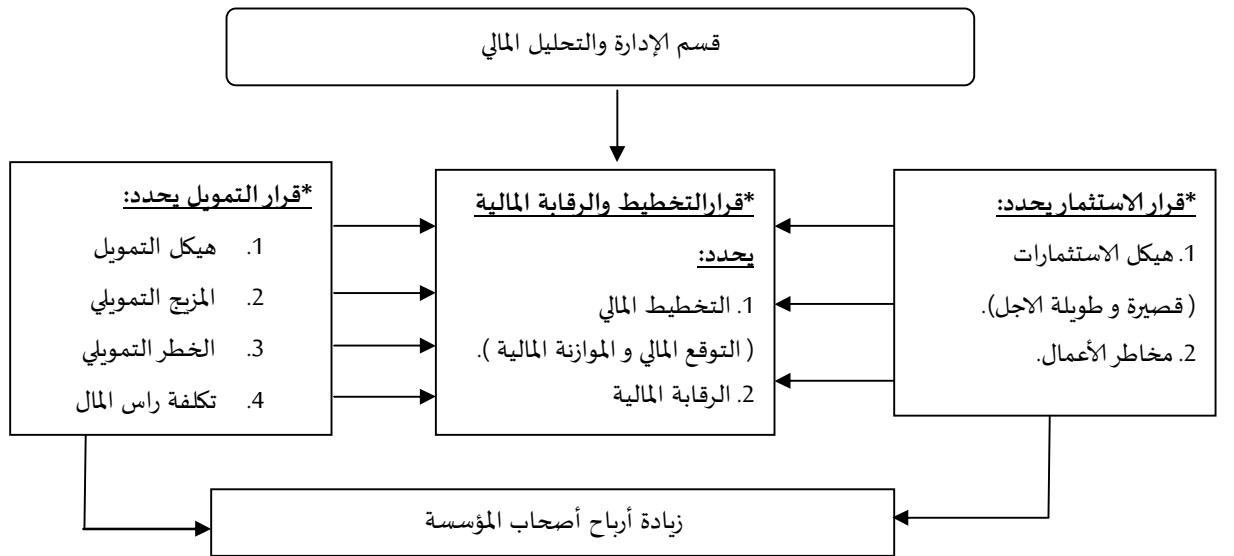 قسم الإدارة والتحليل المالي
*قرار الاستثمار يحدد:
1. هيكل الاستثمارات
( قصيرة و طويلة الاجل).
2. مخاطر الأعمال.
*قرارالتخطيط والرقابة المالية
يحدد:
1. التخطيط المالي
( التوقع المالي و الموازنة المالية ).
2. الرقابة المالية
*قرار التمويل يحدد:
1. هيكل التمويل
2. المزيج التمويلي
3. الخطر التمويلي
4. تكلفة راس المال
زيادة أرباح أصحاب المؤسسة